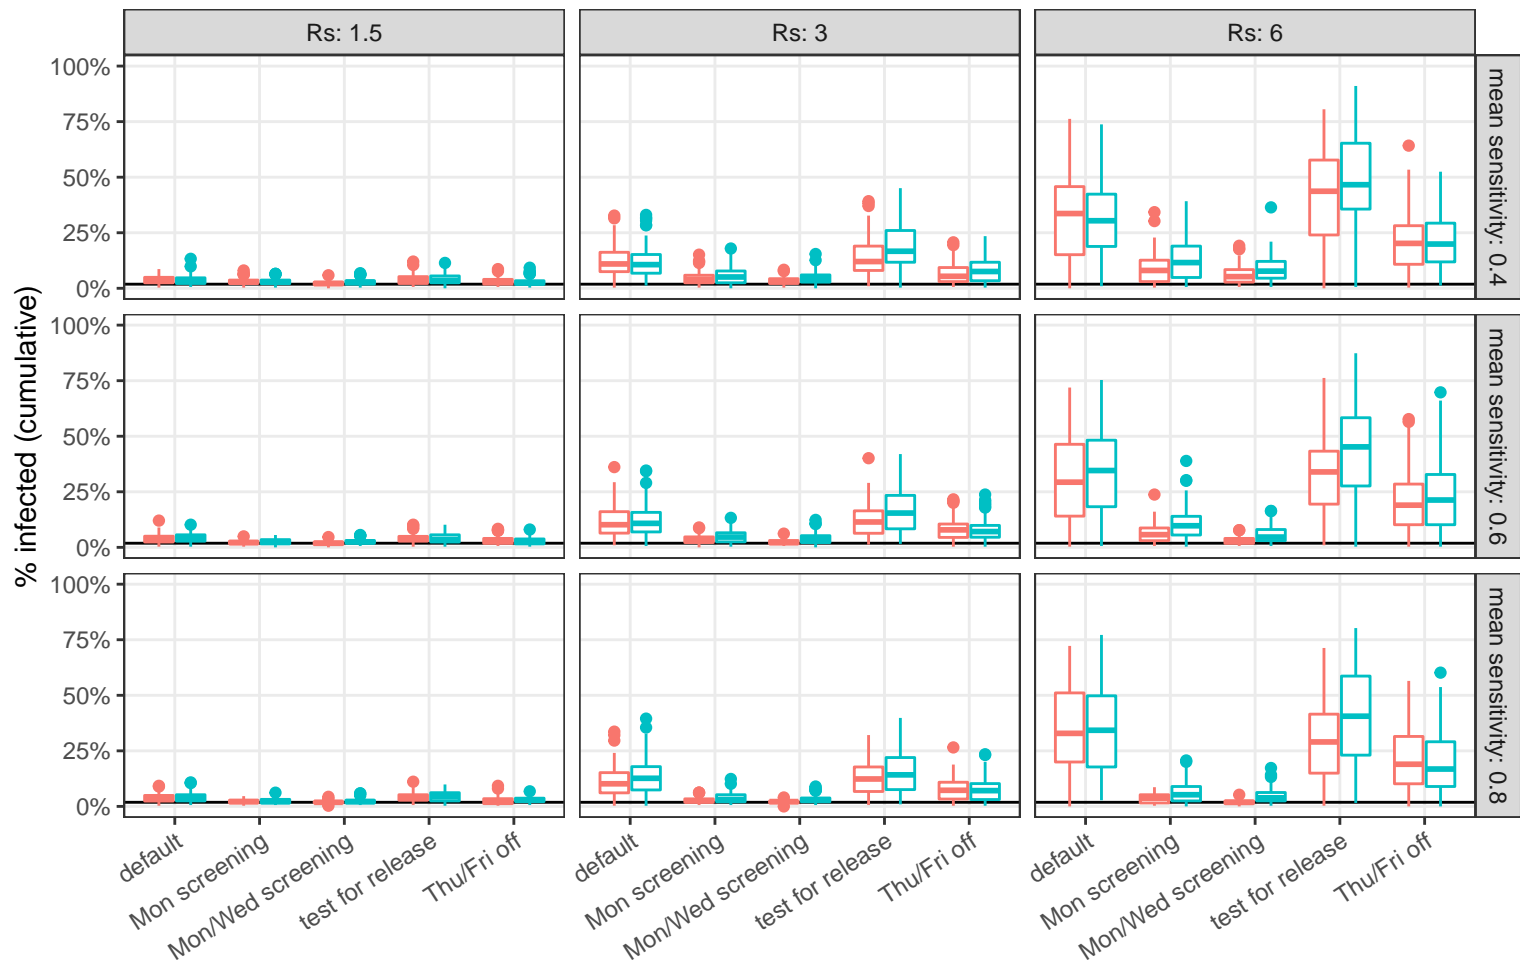 Rs: 1.5
Rs: 3
Rs: 6
% infected (cumulative)
100%
75%
50%
25%
0%
mean sensitivity: 0.4
100%
75%
50%
25%
0%
mean sensitivity: 0.6
100%
75%
50%
25%
0%
mean sensitivity: 0.8
default
Mon screening
Mon/Wed screening
test for release
Thu/Fri off
default
Mon screening
Mon/Wed screening
test for release
Thu/Fri off
default
Mon screening
Mon/Wed screening
test for release
Thu/Fri off